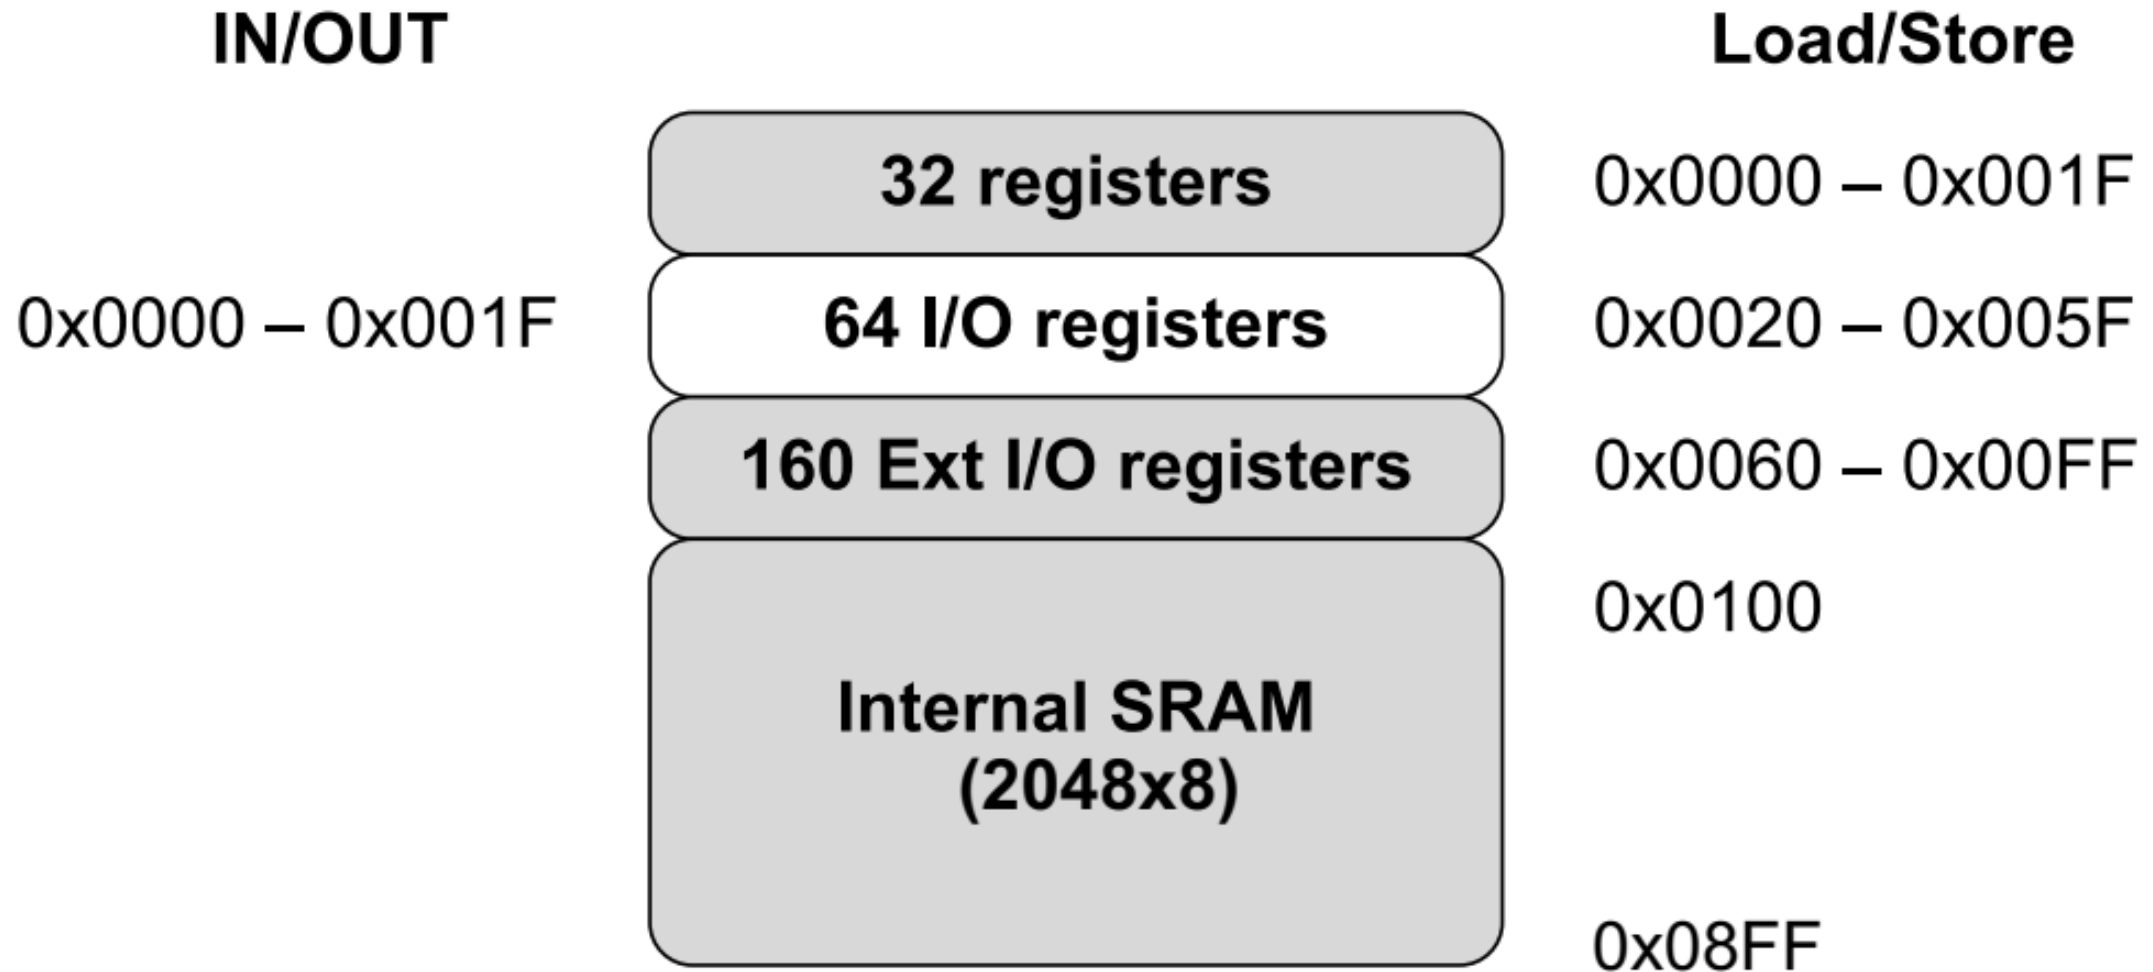 IN/OUT Load/Store
32 registers 0x0000 – 0x001F
0x0000 – 0x001F 64 I/O registers 0x0020 – 0x005F
160 Ext I/O registers 0x0060 – 0x00FF
0x0100
Internal SRAM
(2048x8)
0x08FF